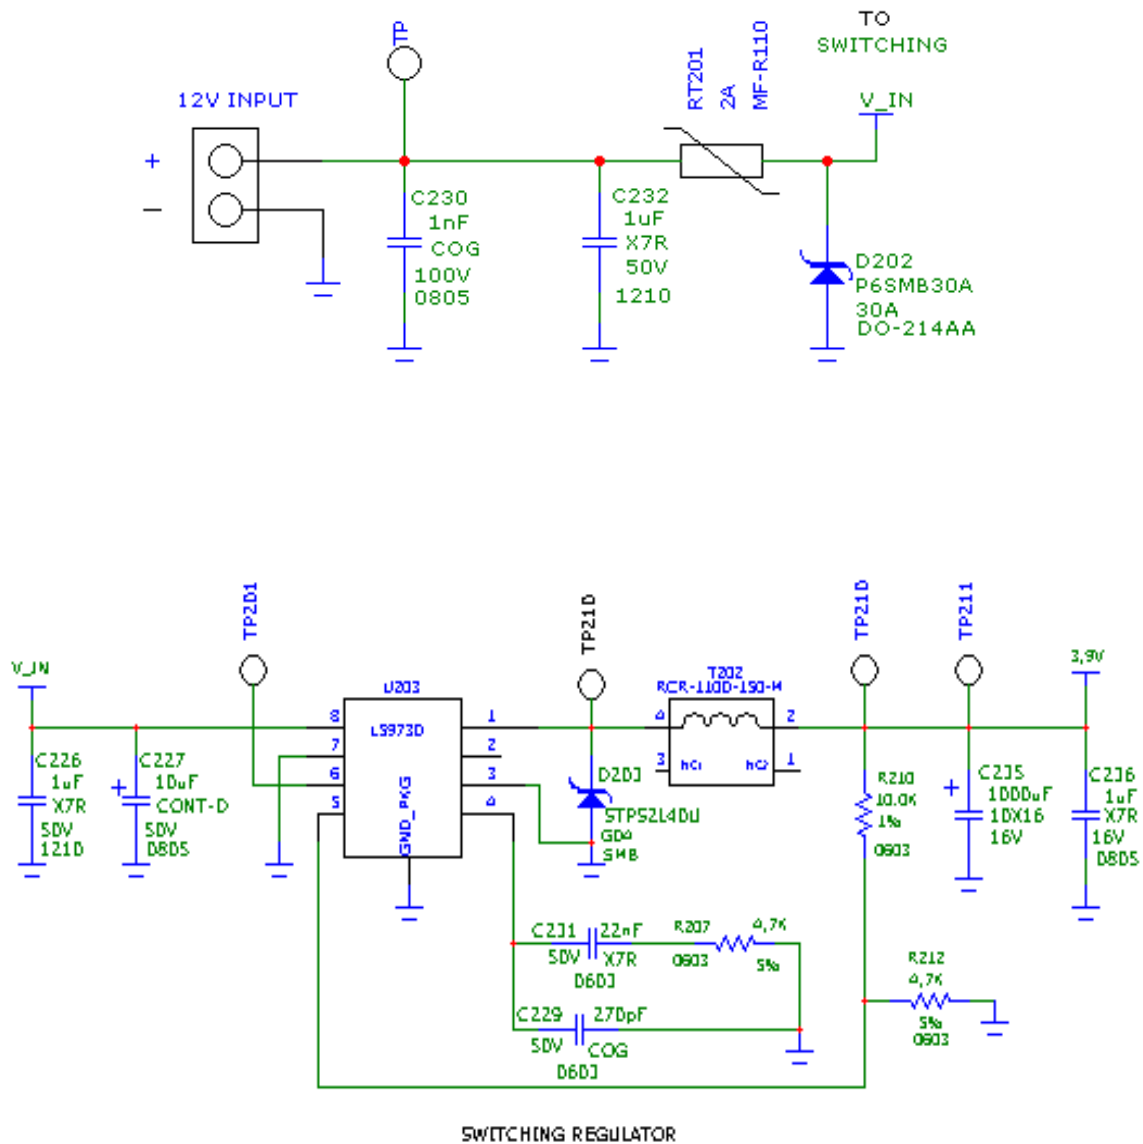 TO
SWITCHING
TP
RT201
2A
MF-R110
12V INPUT
V_IN
+
−
C230
1nF
COG
100V
0805
C232
1uF
X7R
50V
1210
D202
P6SMB30A
30A
DO-214AA
TP201
TP210
TP210
TP211
V_IN
U203
T202
RCR-110D-150-M
3,9V
8
L5973D
1
4
2
7
2
6
3
3
NC1
NC2
1
5
4
GND_PKG
C226
1uF
X7R
50V
1210
+
C227
10uF
CONT-D
50V
0805
D203
STPS2L40U
G04
SMB
R210
10.0K
1%
0603
+
C235
1000uF
10X16
16V
C236
1uF
X7R
16V
0805
C231
22nF
50V
X7R
0603
R207
4,7K
0603
5%
R212
4,7K
5%
0603
C229
270pF
50V
COG
0603
SWITCHING REGULATOR